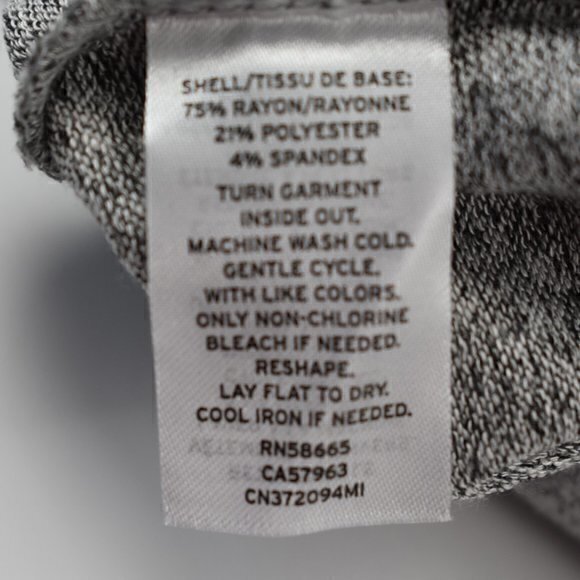 SHELL/TISSU DE BASE:
75% RAYON/RAYONNE
21% POLYESTER
4% SPANDEX
TURN GARMENT
INSIDE OUT.
MACHINE WASH COLD.
GENTLE CYCLE.
WITH LIKE COLORS.
ONLY NON-CHLORINE
BLEACH IF NEEDED.
RESHAPE.
LAY FLAT TO DRY.
COOL IRON IF NEEDED.
RN58665
CA57963
CN372094MI